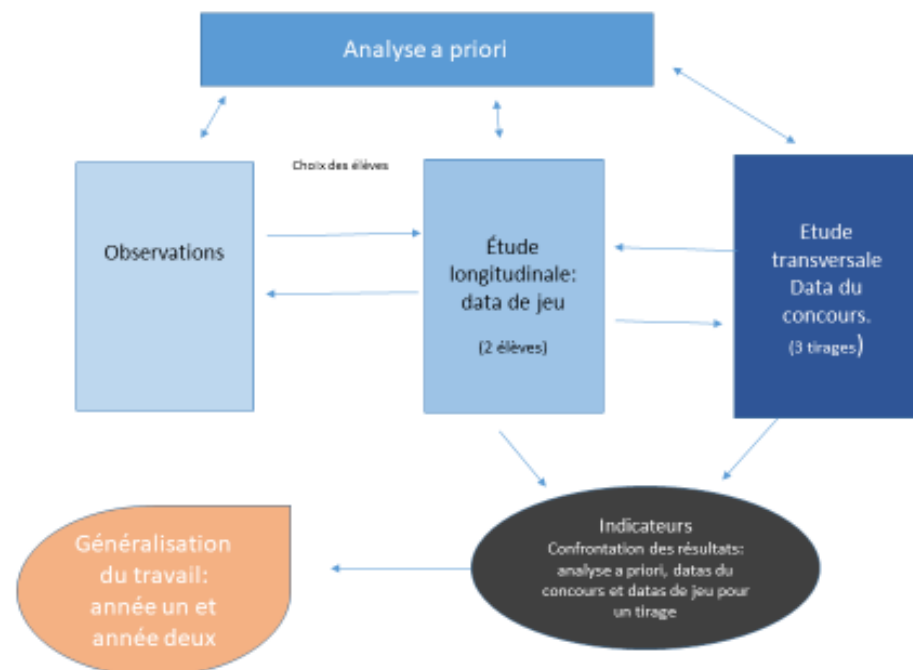 Analyse a priori
Choix des élèves
Observations
Étude
longitudinale:
data de jeu
(2 élèves)
Etude
transversale
Data du
concours.
(3 tirages)
Indicateurs
Confrontation des résultats:
analyse a priori, datas du
concours et datas de jeu pour
un tirage
Généralisation
du travail:
année un et
année deux